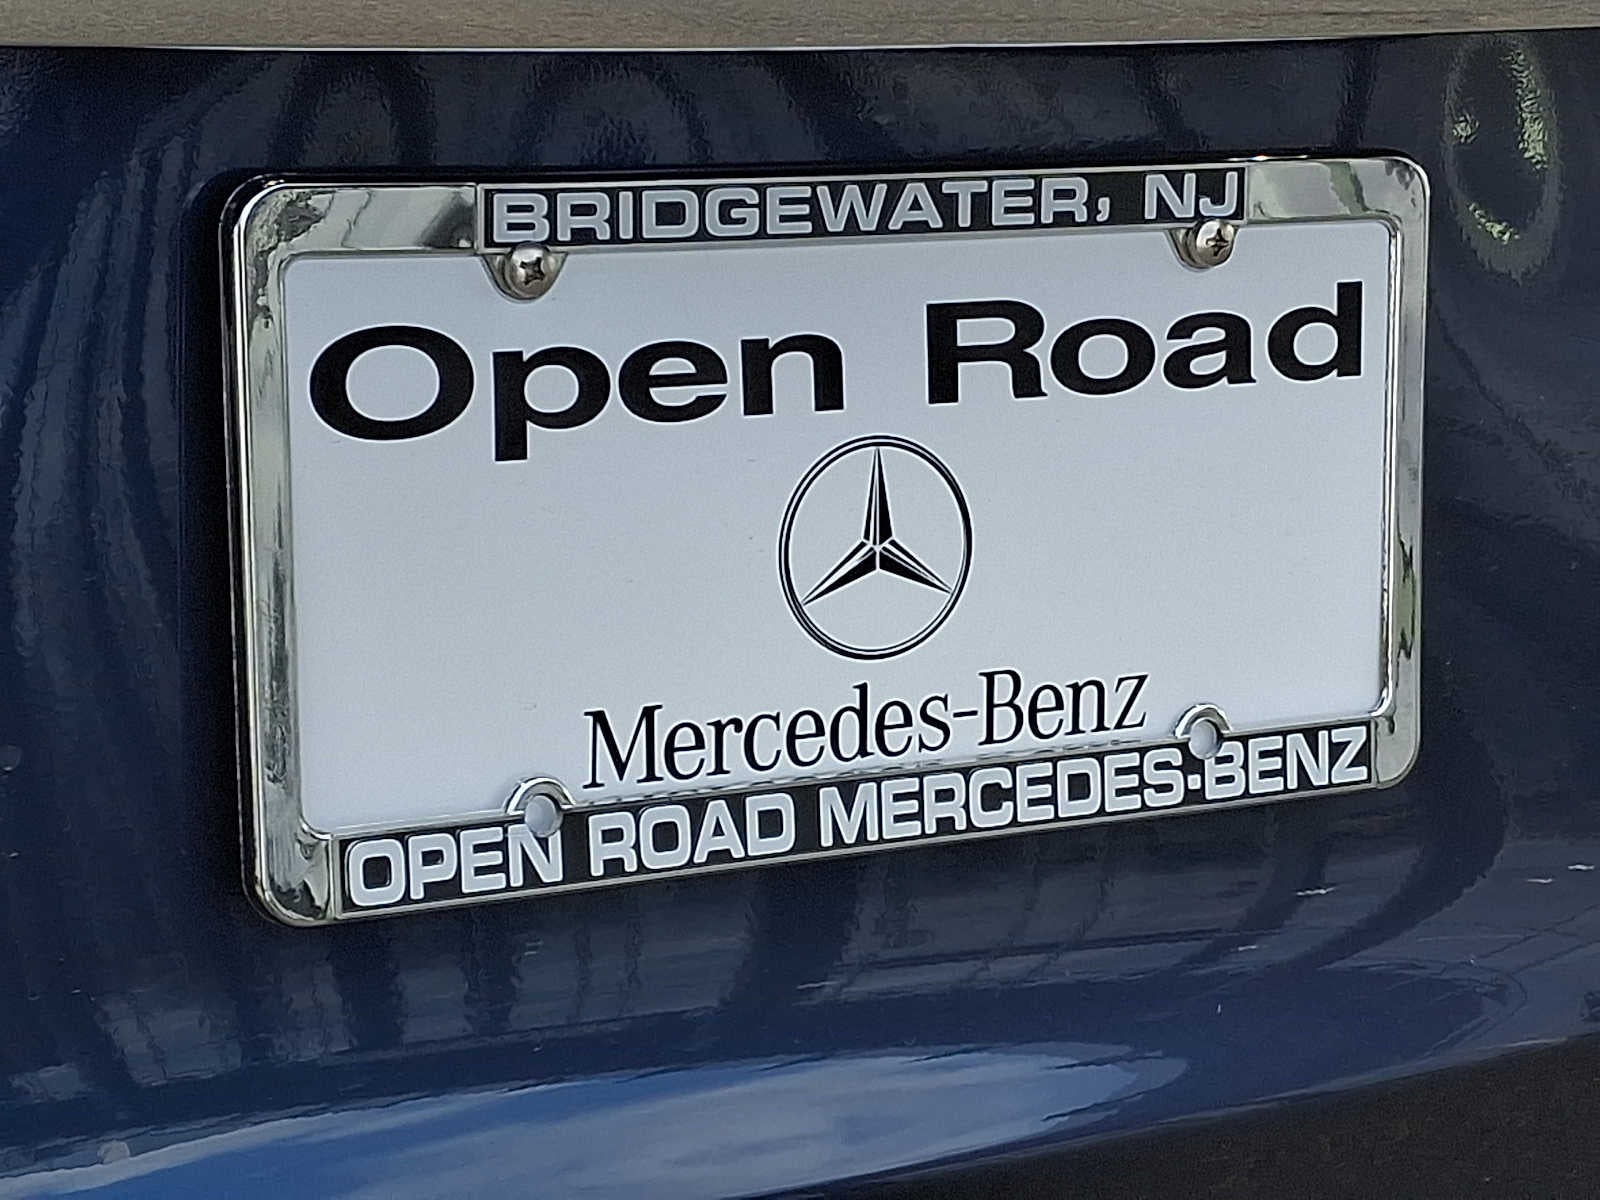 BRIDGEWATER, NJ
Open Road
Mercedes-Benz
OPEN ROAD MERCEDES-BENZ